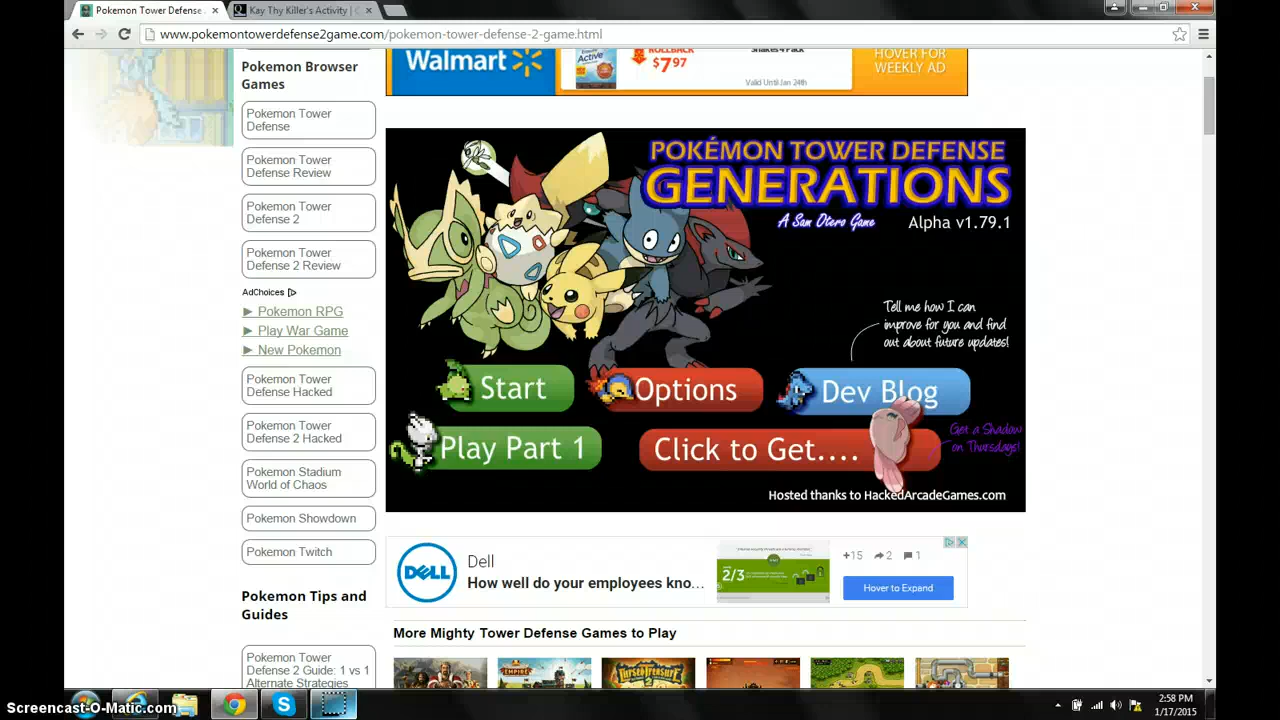 Pokemon Tower Defense
Kay Thy Killer's Activity |
www.pokemontowerdefense2game.com/pokemon-tower-defense-2-game.html
Pokemon Browser
Games
Pokemon Tower
Defense
Pokemon Tower
Defense Review
Pokemon Tower
Defense 2
Pokemon Tower
Defense 2 Review
AdChoices
► Pokemon RPG
► Play War Game
► New Pokemon
Pokemon Tower
Defense Hacked
Pokemon Tower
Defense 2 Hacked
Pokemon Stadium
World of Chaos
Pokemon Showdown
Pokemon Twitch
Pokemon Tips and
Guides
Pokemon Tower
Defense 2 Guide: 1 vs 1
Alternate Strategies
Walmart
Active
ROLLBACK
$7.97
Shakes 4 Pack
Valid Until Jan 24th
HOVER FOR
WEEKLY AD
POKÉMON TOWER DEFENSE
GENERATIONS
A Sam Otero Game
Alpha v1.79.1
Tell me how I can
improve for you and find
out about future updates!
Start
Options
Dev Blog
Play Part 1
Click to Get....
Get a Shadow
on Thursdays!
Hosted thanks to HackedArcadeGames.com
DELL
Dell
How well do your employees kno...
2/3
+15
2
1
Hover to Expand
More Mighty Tower Defense Games to Play
EMPIRE
CURSED TREASURE
2
Screencast-O-Matic.com
2:58 PM
1/17/2015